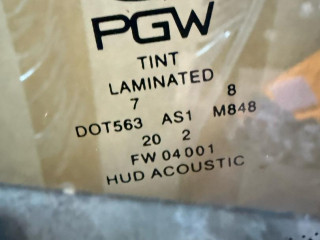 PGW
TINT
LAMINATED
7 8
DOT563 AS1 M848
20 2
FW 04001
HUD ACOUSTIC